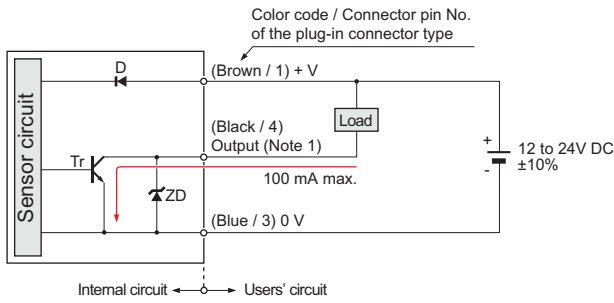 Color code / Connector pin No.
of the plug-in connector type
D
(Brown / 1) + V
Sensor circuit
Load
(Black / 4)
Output (Note 1)
Tr
100 mA max.
ZD
+
-
12 to 24V DC
±10%
(Blue / 3) 0 V
Internal circuit
Users' circuit